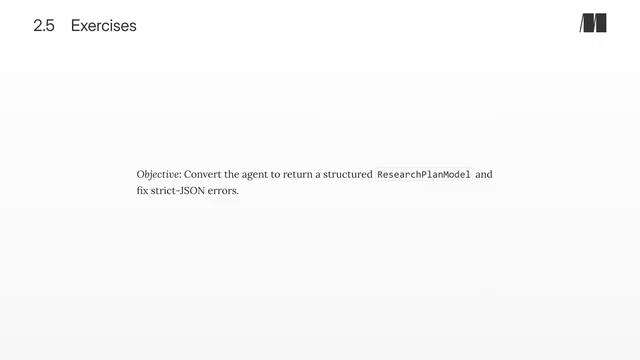 2.5 Exercises
Objective: Convert the agent to return a structured ResearchPlanModel and
fix strict-JSON errors.